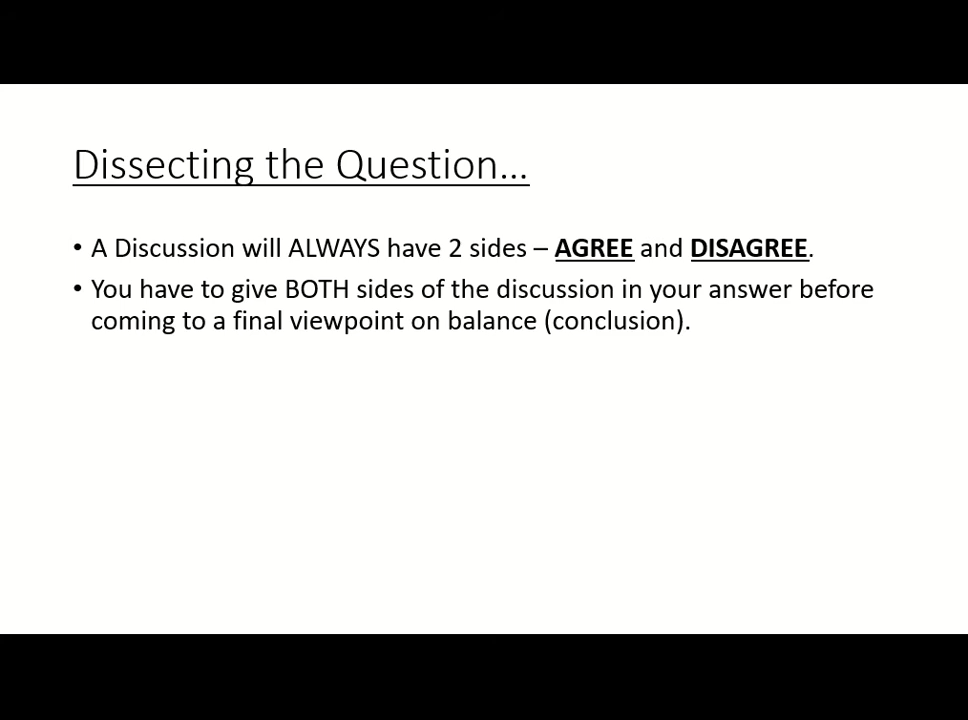 Dissecting the Question...
• A Discussion will ALWAYS have 2 sides – AGREE and DISAGREE.
• You have to give BOTH sides of the discussion in your answer before
coming to a final viewpoint on balance (conclusion).